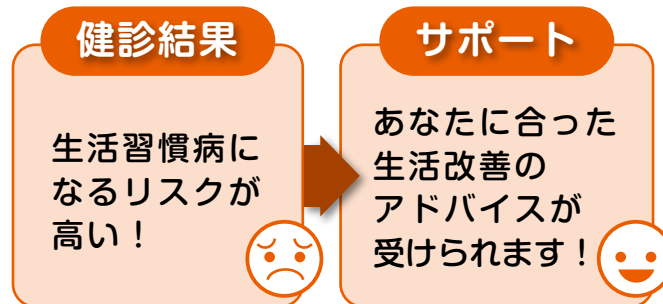 健診結果
生活習慣病に
なるリスクが
高い！
サポート
あなたに合った
生活改善の
アドバイスが
受けられます！